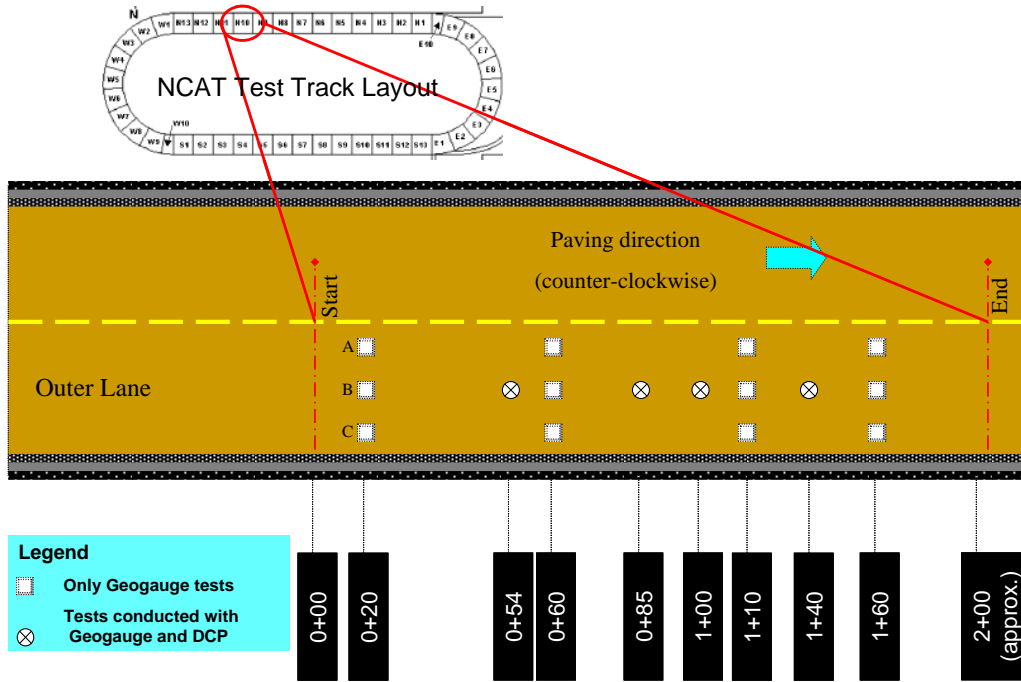 N
W1 N13 N12 N11 N10 N9 N8 N7 N6 N5 N4 N3 N2 N1
W2 E9
W3 E10 E8
W4 E7
W5 E6
W6 E5
W7 E4
W8 E3
W9 W10 E2
S1 S2 S3 S4 S5 S6 S7 S8 S9 S10 S11 S12 S13 E1
NCAT Test Track Layout
Paving direction
(counter-clockwise)
Start
End
A
B
C
Outer Lane
Legend
Only Geogauge tests
Tests conducted with
Geogauge and DCP
0+00
0+20
0+54
0+60
0+85
1+00
1+10
1+40
1+60
2+00
(approx.)